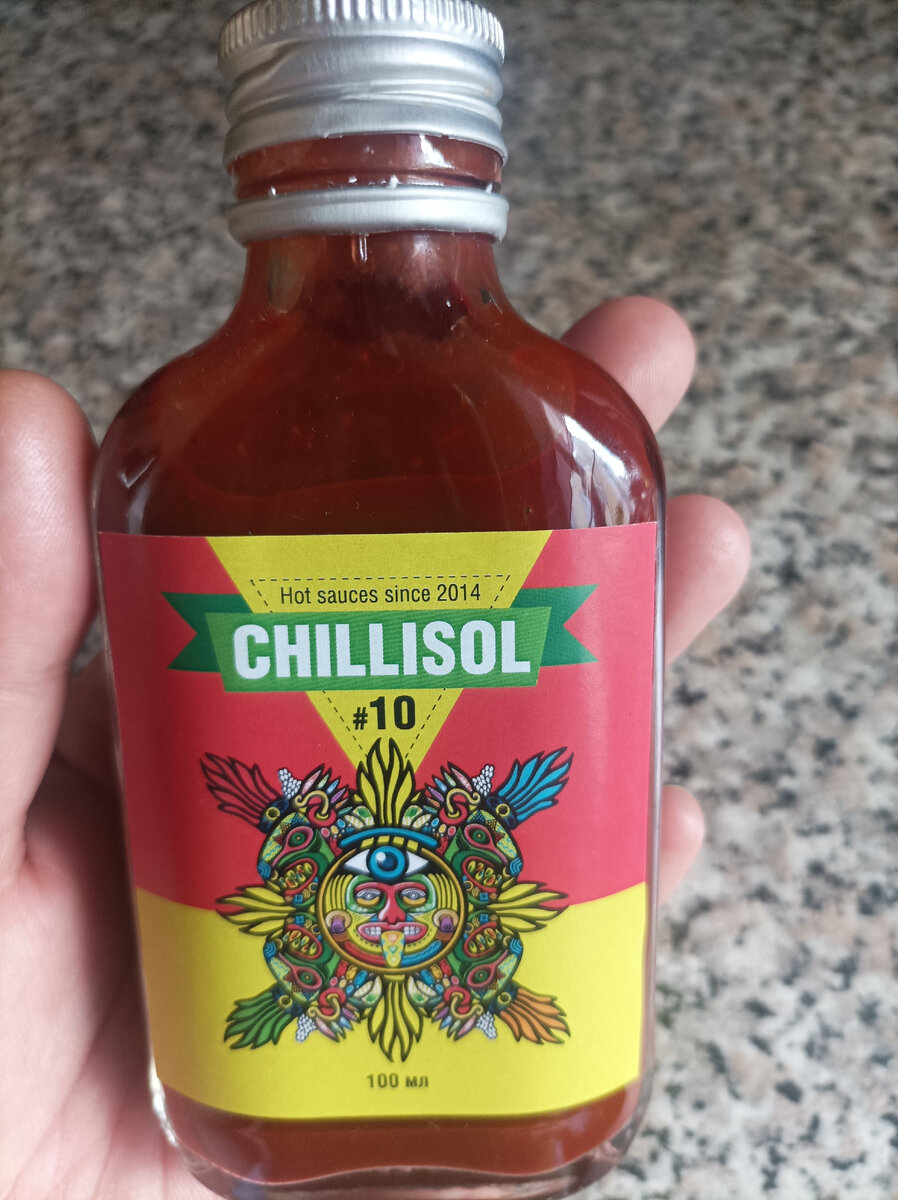 Hot sauces since 2014
CHILLISOL
#10
100 мл